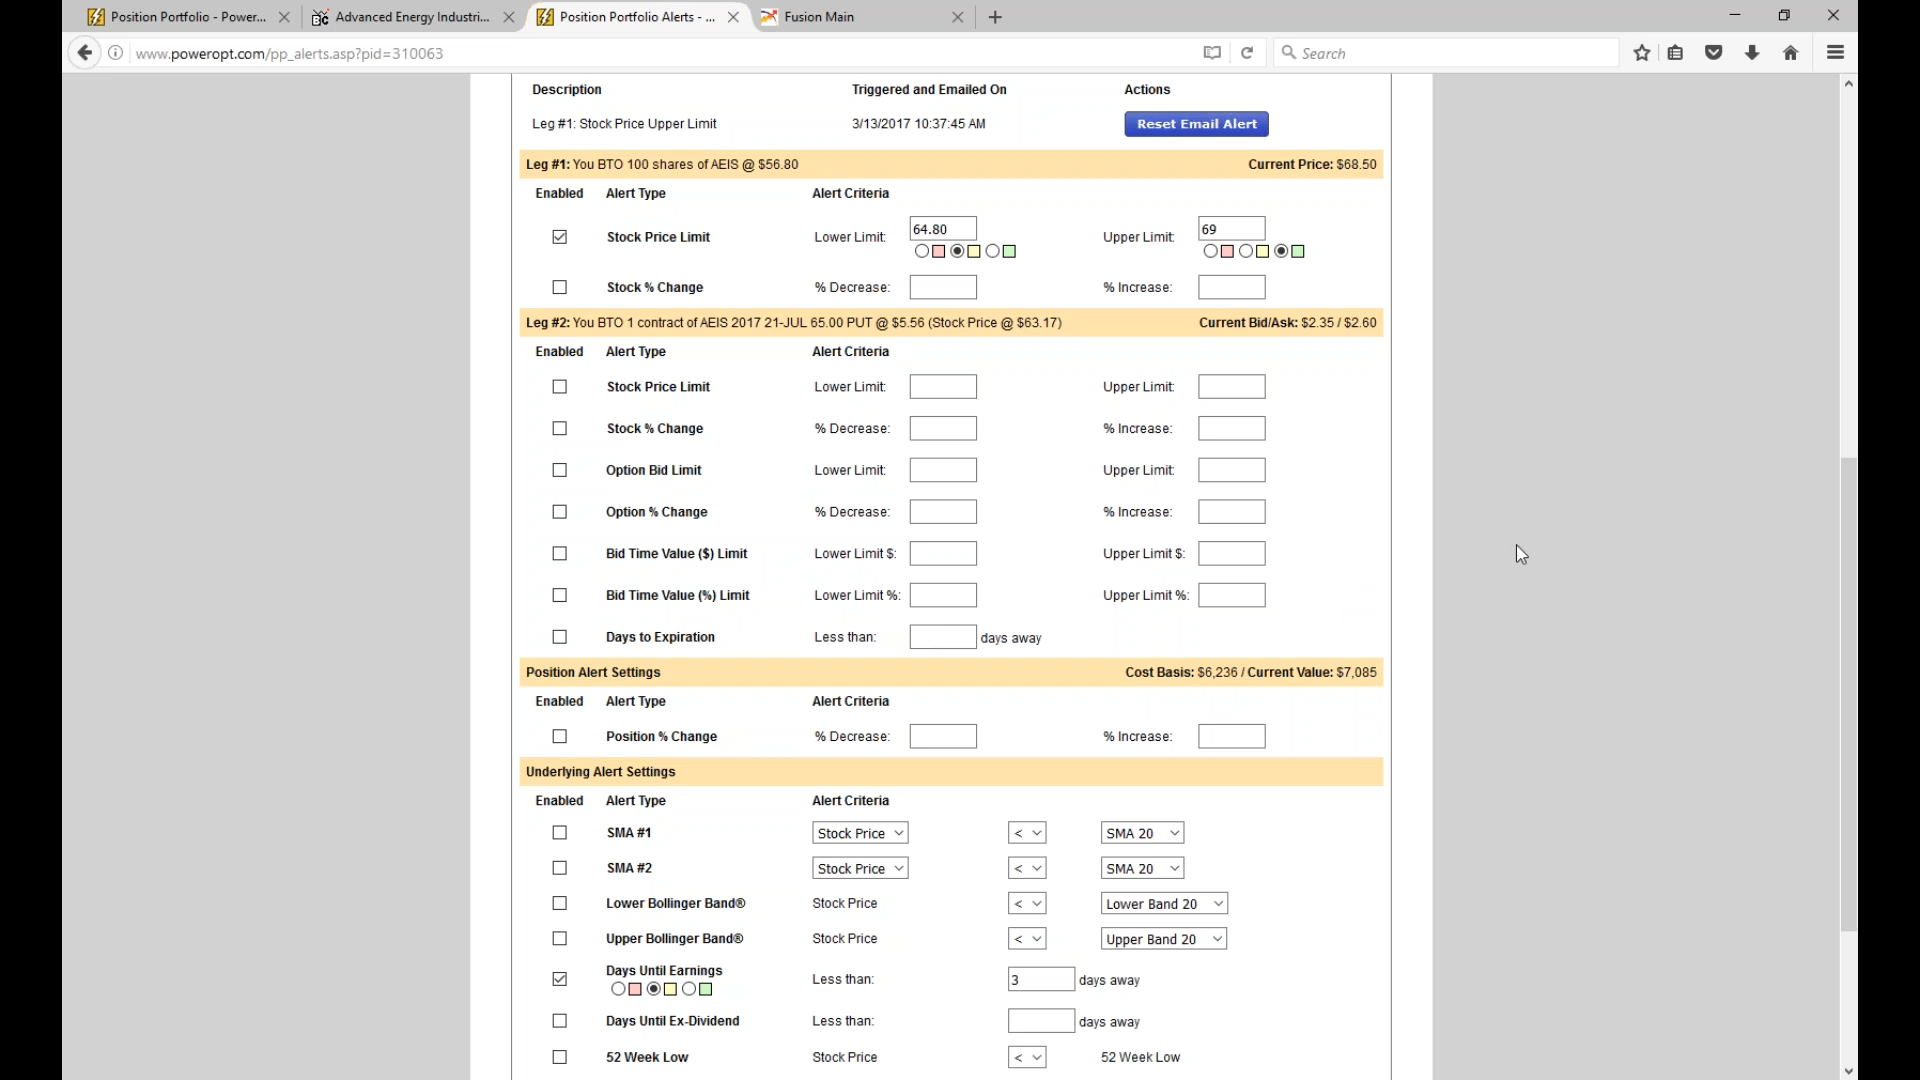 Position Portfolio - Power...
Advanced Energy Industri...
Position Portfolio Alerts - ...
Fusion Main
www.poweropt.com/pp_alerts.asp?pid=310063
Search
Description Triggered and Emailed On Actions
Leg #1: Stock Price Upper Limit 3/13/2017 10:37:45 AM Reset Email Alert
Leg #1: You BTO 100 shares of AEIS @ $56.80 Current Price: $68.50
Enabled Alert Type Alert Criteria
Stock Price Limit Lower Limit: 64.80 Upper Limit: 69
Stock % Change % Decrease: % Increase:
Leg #2: You BTO 1 contract of AEIS 2017 21-JUL 65.00 PUT @ $5.56 (Stock Price @ $63.17) Current Bid/Ask: $2.35 / $2.60
Enabled Alert Type Alert Criteria
Stock Price Limit Lower Limit: Upper Limit:
Stock % Change % Decrease: % Increase:
Option Bid Limit Lower Limit: Upper Limit:
Option % Change % Decrease: % Increase:
Bid Time Value ($) Limit Lower Limit $: Upper Limit $:
Bid Time Value (%) Limit Lower Limit %: Upper Limit %:
Days to Expiration Less than: days away
Position Alert Settings Cost Basis: $6,236 / Current Value: $7,085
Enabled Alert Type Alert Criteria
Position % Change % Decrease: % Increase:
Underlying Alert Settings
Enabled Alert Type Alert Criteria
SMA #1 Stock Price < SMA 20
SMA #2 Stock Price < SMA 20
Lower Bollinger Band® Stock Price < Lower Band 20
Upper Bollinger Band® Stock Price < Upper Band 20
Days Until Earnings Less than: 3 days away
Days Until Ex-Dividend Less than: days away
52 Week Low Stock Price < 52 Week Low